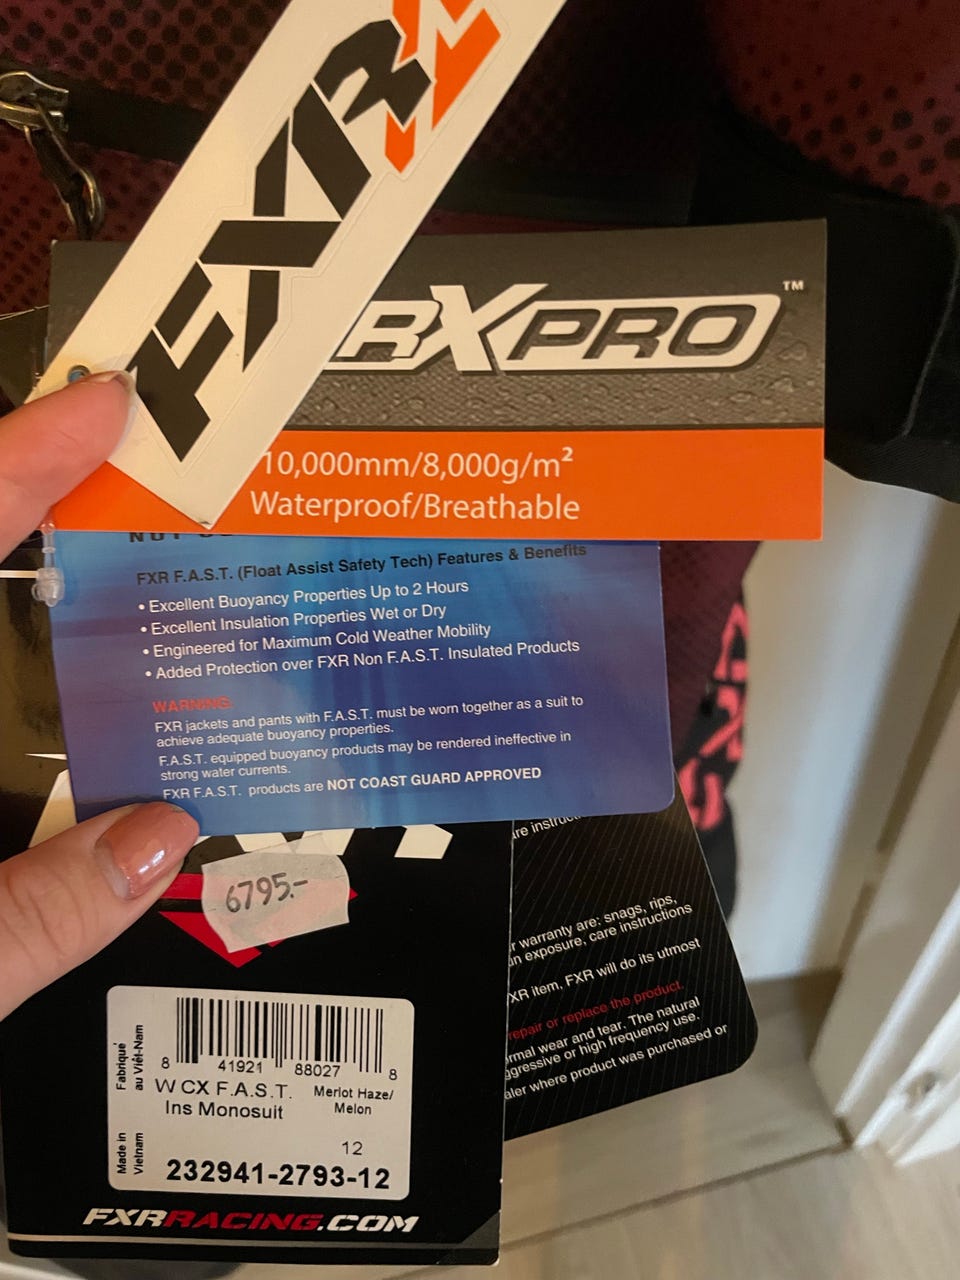 FXR
RXPRO™
10,000mm/8,000g/m²
Waterproof/Breathable
FXR F.A.S.T. (Float Assist Safety Tech) Features & Benefits
• Excellent Buoyancy Properties Up to 2 Hours
• Excellent Insulation Properties Wet or Dry
• Engineered for Maximum Cold Weather Mobility
• Added Protection over FXR Non F.A.S.T. Insulated Products
WARNING:
FXR jackets and pants with F.A.S.T. must be worn together as a suit to
achieve adequate buoyancy properties.
F.A.S.T. equipped buoyancy products may be rendered ineffective in
strong water currents.
FXR F.A.S.T. products are NOT COAST GUARD APPROVED
re instruc
6795.-
r warranty are: snags, rips,
n exposure, care instructions
XR item, FXR will do its utmost
repair or replace the product.
rmal wear and tear. The natural
ggressive or high frequency use.
aler where product was purchased or
Fabriqué
au Viêt-Nam
8 41921 88027 8
W CX F.A.S.T.
Ins Monosuit
Merlot Haze/
Melon
Made in
Vietnam
12
232941-2793-12
FXRRACING.COM